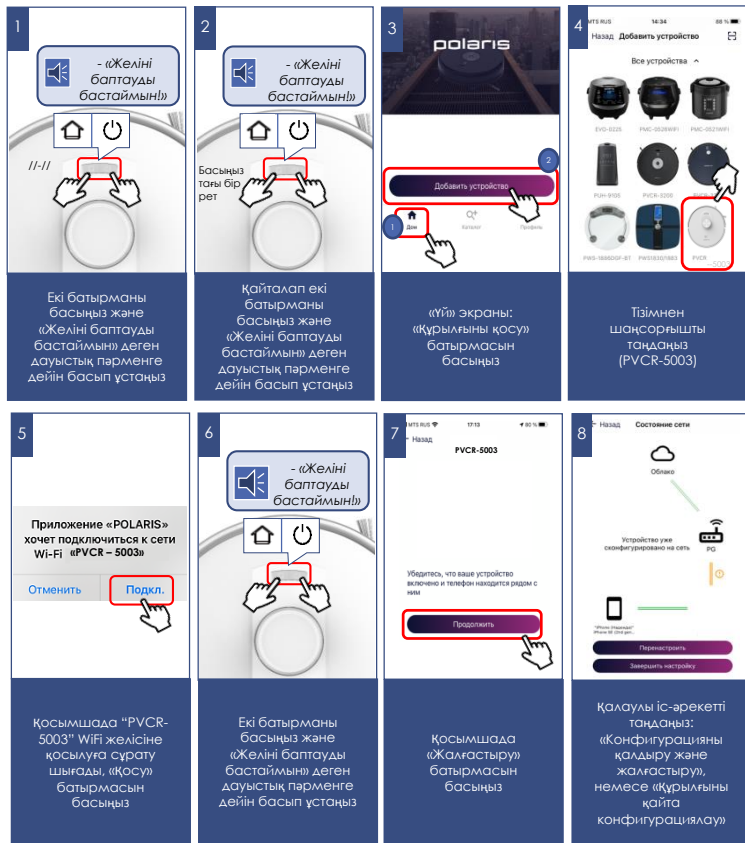 1
- «Желіні
баптауды
бастаймын!»
//-//
Екі батырманы
басыңыз және
«Желіні баптауды
бастаймын» деген
дауыстық пәрменге
дейін басып ұстаңыз
2
- «Желіні
баптауды
бастаймын!»
Басыңыз
тағы бір
рет
Қайталап екі
батырманы
басыңыз және
«Желіні баптауды
бастаймын» деген
дауыстық пәрменге
дейін басып ұстаңыз
3
polaris
2
Добавить устройство
1
Дом
Каталог
Профиль
«Үй» экраны:
«Құрылғыны қосу»
батырмасын
басыңыз
4
MTS RUS 14:34 88 %
Назад Добавить устройство
Все устройства
EVO-0225 PMC-0526WIFI PMC-0521WIFI
PUH-9105 PVCR-3200
PVCR
-5003
Тізімнен
шаңсорғышты
таңдаңыз
(PVCR-5003)
5
Приложение «POLARIS»
хочет подключиться к сети
Wi-Fi «PVCR – 5003»
Отменить Подкл.
Қосымшада “PVCR-
5003” WiFi желісіне
қосылуға сұрату
шығады, «Қосу»
батырмасын
басыңыз
6
- «Желіні
баптауды
бастаймын!»
Екі батырманы
басыңыз және
«Желіні баптауды
бастаймын» деген
дауыстық пәрменге
дейін басып ұстаңыз
7
MTS RUS 17:13 80 %
Назад
PVCR-5003
Убедитесь, что ваше устройство
включено и телефон находится рядом с
ним
Продолжить
Қосымшада
«Жалғастыру»
батырмасын
басыңыз
8
Назад Состояние сети
Облако
Устройство уже
сконфигурировано на сеть
PG
Перенастроить
Завершить настройку
Қалаулы іс-әрекетті
таңдаңыз:
«Конфигурацияны
қалдыру және
жалғастыру»,
немесе «Құрылғыны
қайта
конфигурациялау»